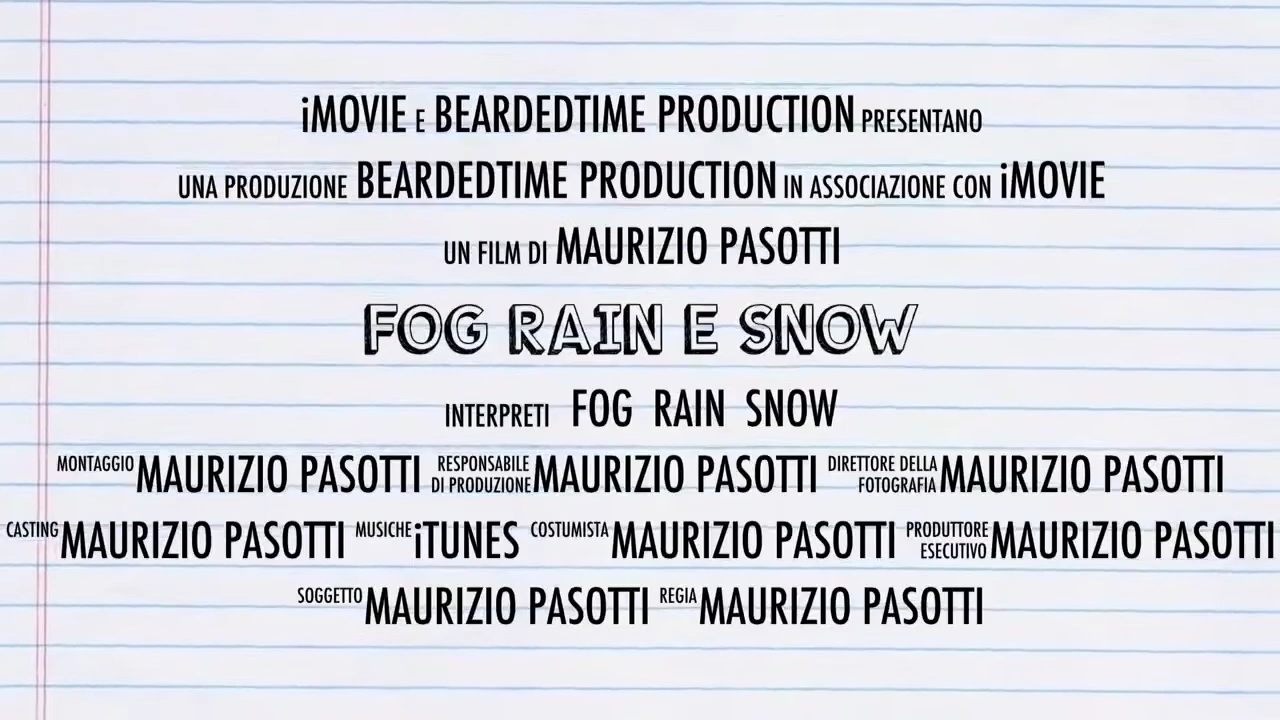 iMOVIE E BEARDEDTIME PRODUCTION PRESENTANO
UNA PRODUZIONE BEARDEDTIME PRODUCTION IN ASSOCIAZIONE CON iMOVIE
UN FILM DI MAURIZIO PASOTTI
FOG RAIN E SNOW
INTERPRETI FOG RAIN SNOW
MONTAGGIO MAURIZIO PASOTTI RESPONSABILE DI PRODUZIONE MAURIZIO PASOTTI DIRETTORE DELLA FOTOGRAFIA MAURIZIO PASOTTI
CASTING MAURIZIO PASOTTI MUSICHE iTUNES COSTUMISTA MAURIZIO PASOTTI PRODUTTORE ESECUTIVO MAURIZIO PASOTTI
SOGGETTO MAURIZIO PASOTTI REGIA MAURIZIO PASOTTI